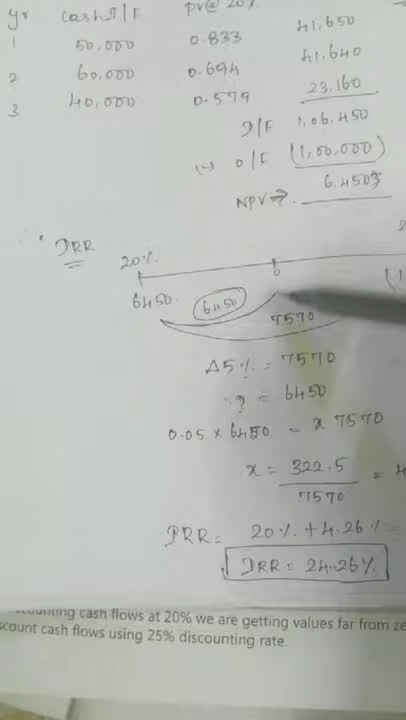 yr cash I/F pv@ 20%
1 50,000 0.833 41,650
2 60,000 0.694 41,640
3 40,000 0.579 23,160
I/F 1,06,450
(-) O/F (1,00,000)
NPV → 6,450
IRR
20% 0
6450 6450
7570
Δ5% = 7570
? = 6450
0.05 × 6450 = x 7570
x = 322.5 = 4
7570
IRR = 20% + 4.26%
IRR = 24.26%
cash flows at 20% we are getting values far from
cash flows using 25% discounting rate.